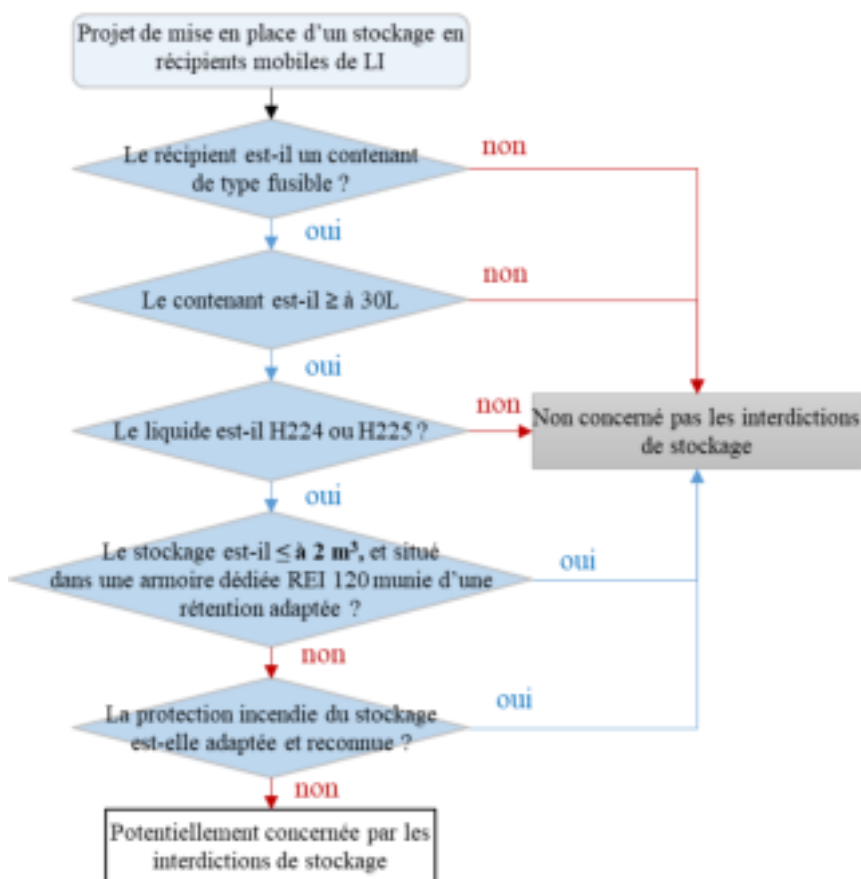 Projet de mise en place d'un stockage en
récipients mobiles de LI
Le récipient est-il un contenant
de type fusible ?
non
oui
Le contenant est-il ≥ à 30L
non
oui
Le liquide est-il H224 ou H225 ?
non
Non concerné pas les interdictions
de stockage
oui
Le stockage est-il ≤ à 2 m³, et situé
dans une armoire dédiée REI 120 munie d'une
rétention adaptée ?
oui
non
La protection incendie du stockage
est-elle adaptée et reconnue ?
oui
non
Potentiellement concernée par les
interdictions de stockage